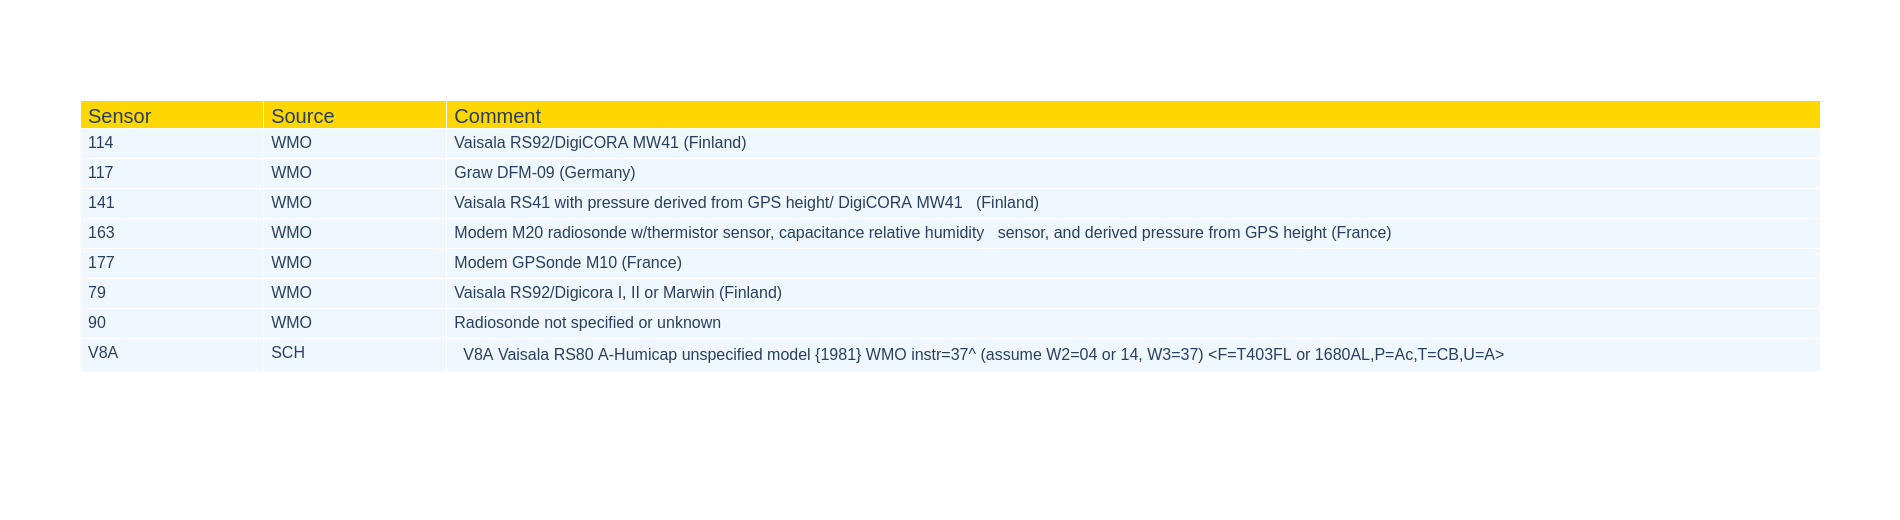 Sensor Source Comment
114 WMO Vaisala RS92/DigiCORA MW41 (Finland)
117 WMO Graw DFM-09 (Germany)
141 WMO Vaisala RS41 with pressure derived from GPS height/ DigiCORA MW41 (Finland)
163 WMO Modem M20 radiosonde w/thermistor sensor, capacitance relative humidity sensor, and derived pressure from GPS height (France)
177 WMO Modem GPSonde M10 (France)
79 WMO Vaisala RS92/Digicora I, II or Marwin (Finland)
90 WMO Radiosonde not specified or unknown
V8A SCH V8A Vaisala RS80 A-Humicap unspecified model {1981} WMO instr=37^ (assume W2=04 or 14, W3=37) <F=T403FL or 1680AL,P=Ac,T=CB,U=A>